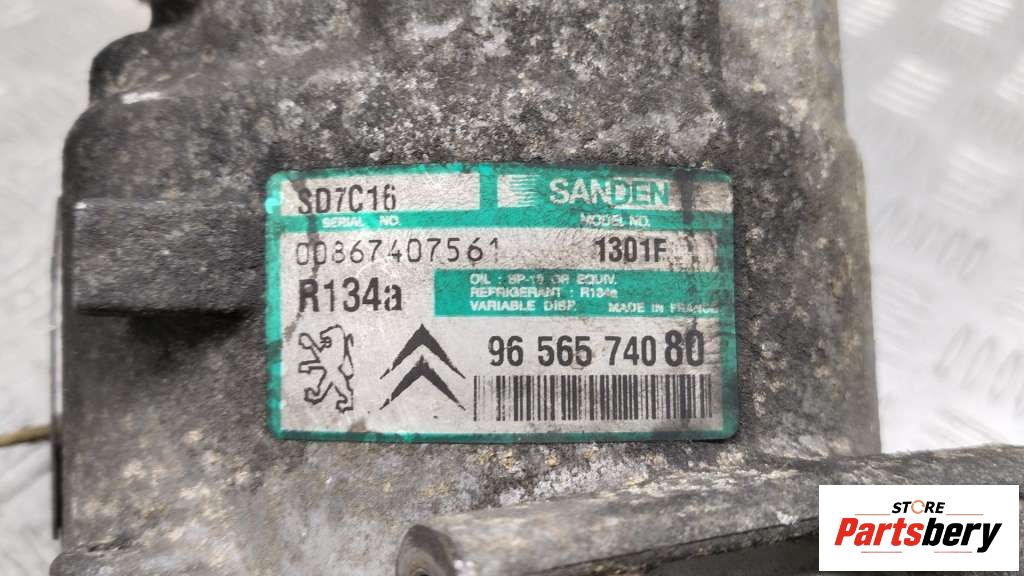 SD7C16
SANDEN
SERIAL NO.
MODEL NO.
00867407561
1301F
R134a
OIL : SP-15 OR EQUIV.
REFRIGERANT : R134a
VARIABLE DISP. MADE IN FRANCE
96 565 740 80
STORE
Partsbery